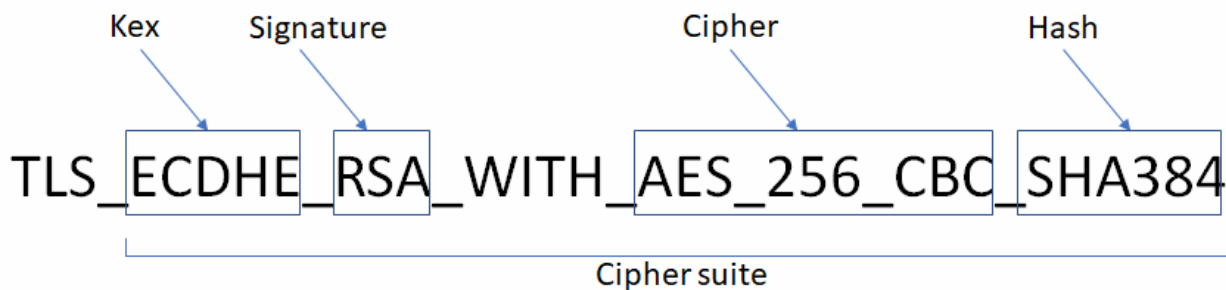 Kex Signature Cipher Hash
TLS_ECDHE_RSA_WITH_AES_256_CBC_SHA384
Cipher suite